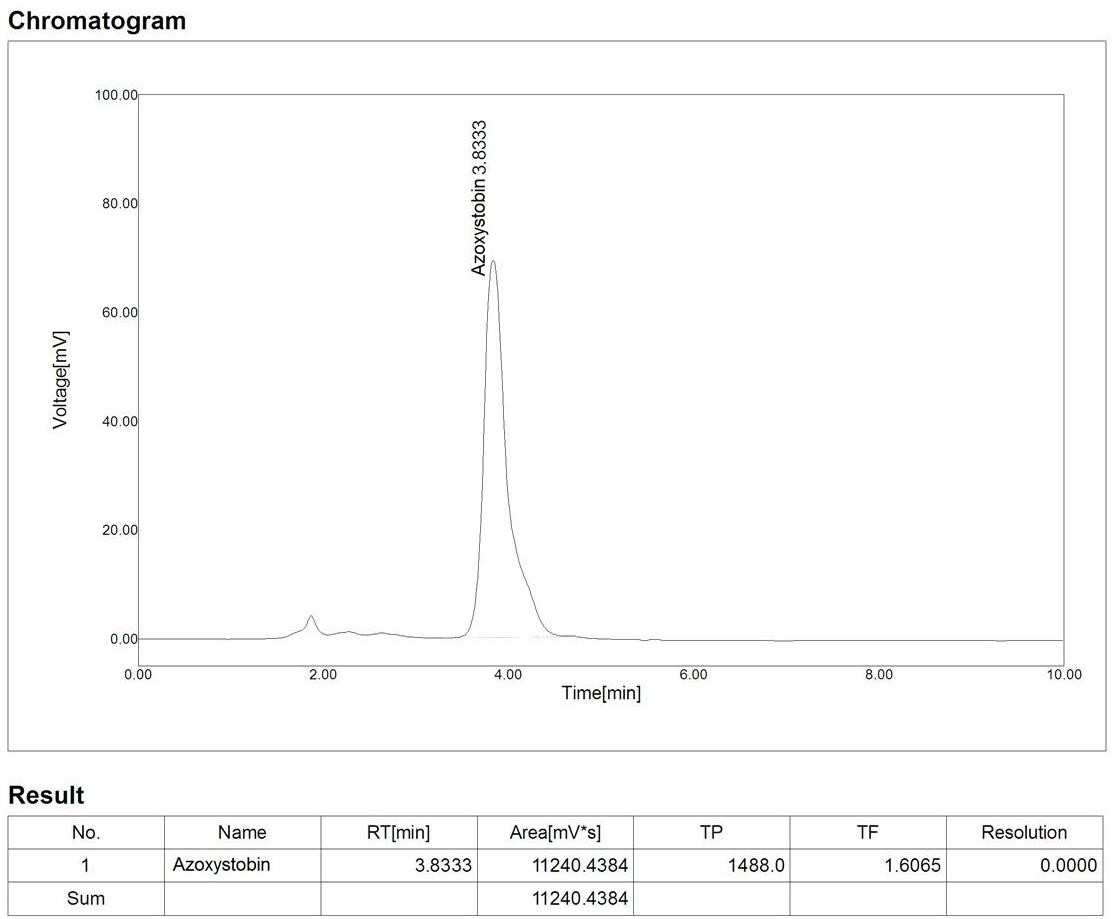 Chromatogram
100.00
80.00
60.00
40.00
20.00
0.00
Voltage[mV]
Azoxystobin 3.8333
0.00 2.00 4.00 6.00 8.00 10.00
Time[min]
Result
No. Name RT[min] Area[mV*s] TP TF Resolution
1 Azoxystobin 3.8333 11240.4384 1488.0 1.6065 0.0000
Sum 11240.4384